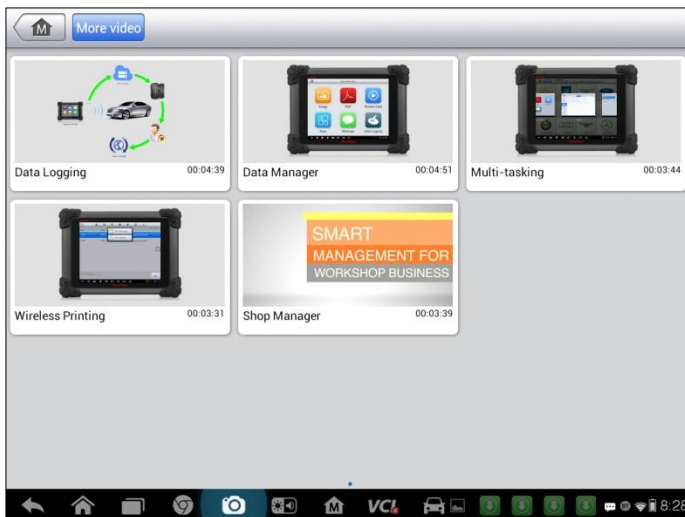 More video
Data Logging 00:04:39
Data Manager 00:04:51
Multi-tasking 00:03:44
SMART
MANAGEMENT FOR
WORKSHOP BUSINESS
Wireless Printing 00:03:31
Shop Manager 00:03:39
M VCI 8:28